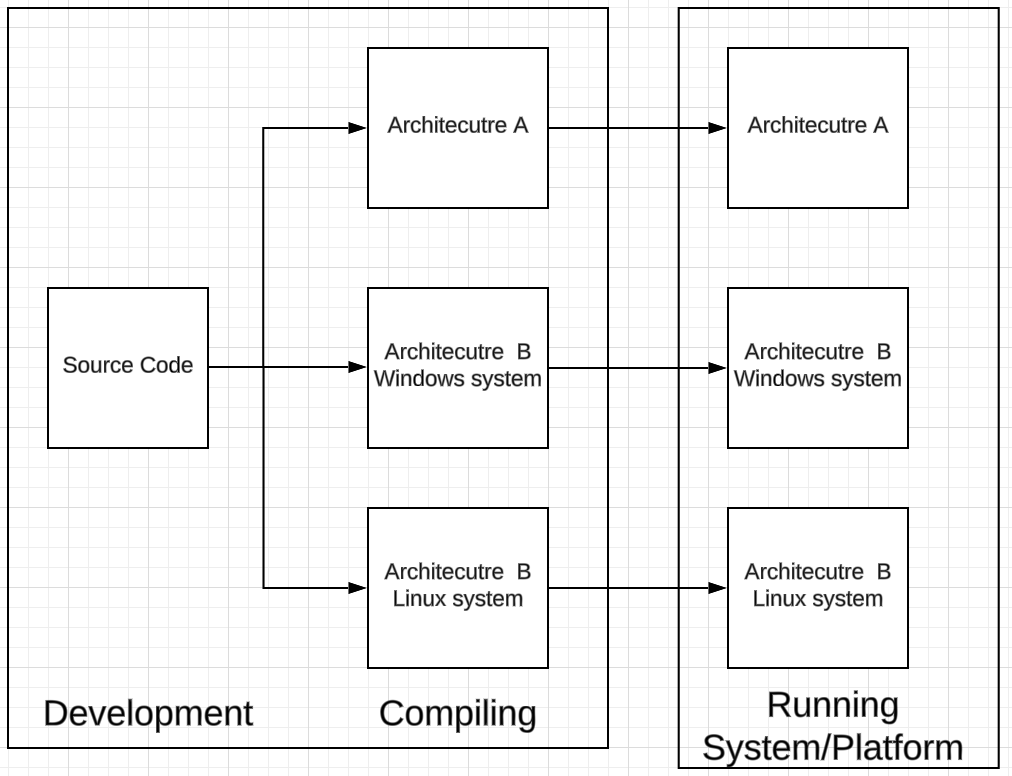 Architecutre A
Architecutre A
Source Code
Architecutre  B
Windows system
Architecutre  B
Windows system
Architecutre  B
Linux system
Architecutre  B
Linux system
Development
Compiling
Running
System/Platform